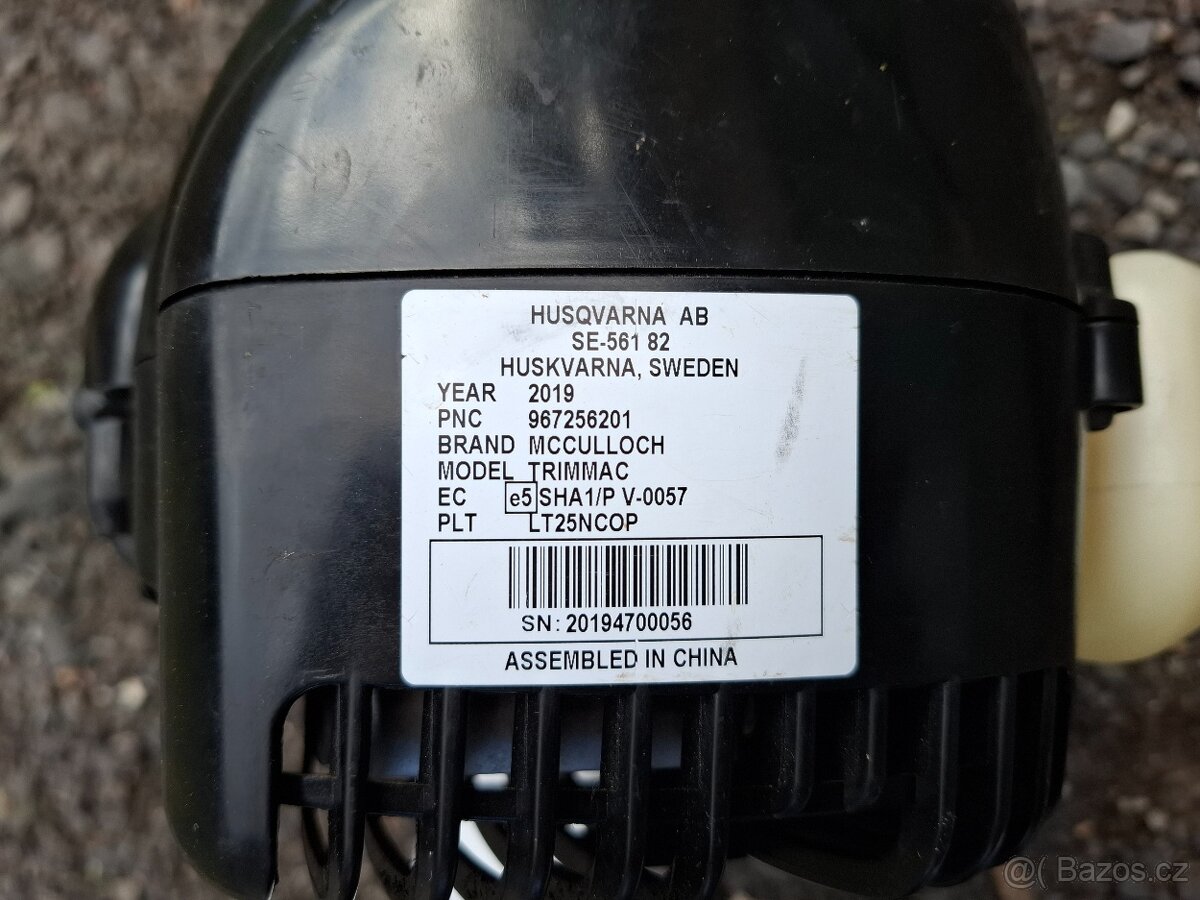 HUSQVARNA AB
SE-561 82
HUSKVARNA, SWEDEN
YEAR 2019
PNC 967256201
BRAND MCCULLOCH
MODEL TRIMMAC
EC e5 SHA1/P V-0057
PLT LT25NCOP
SN: 20194700056
ASSEMBLED IN CHINA
@( Bazos.cz